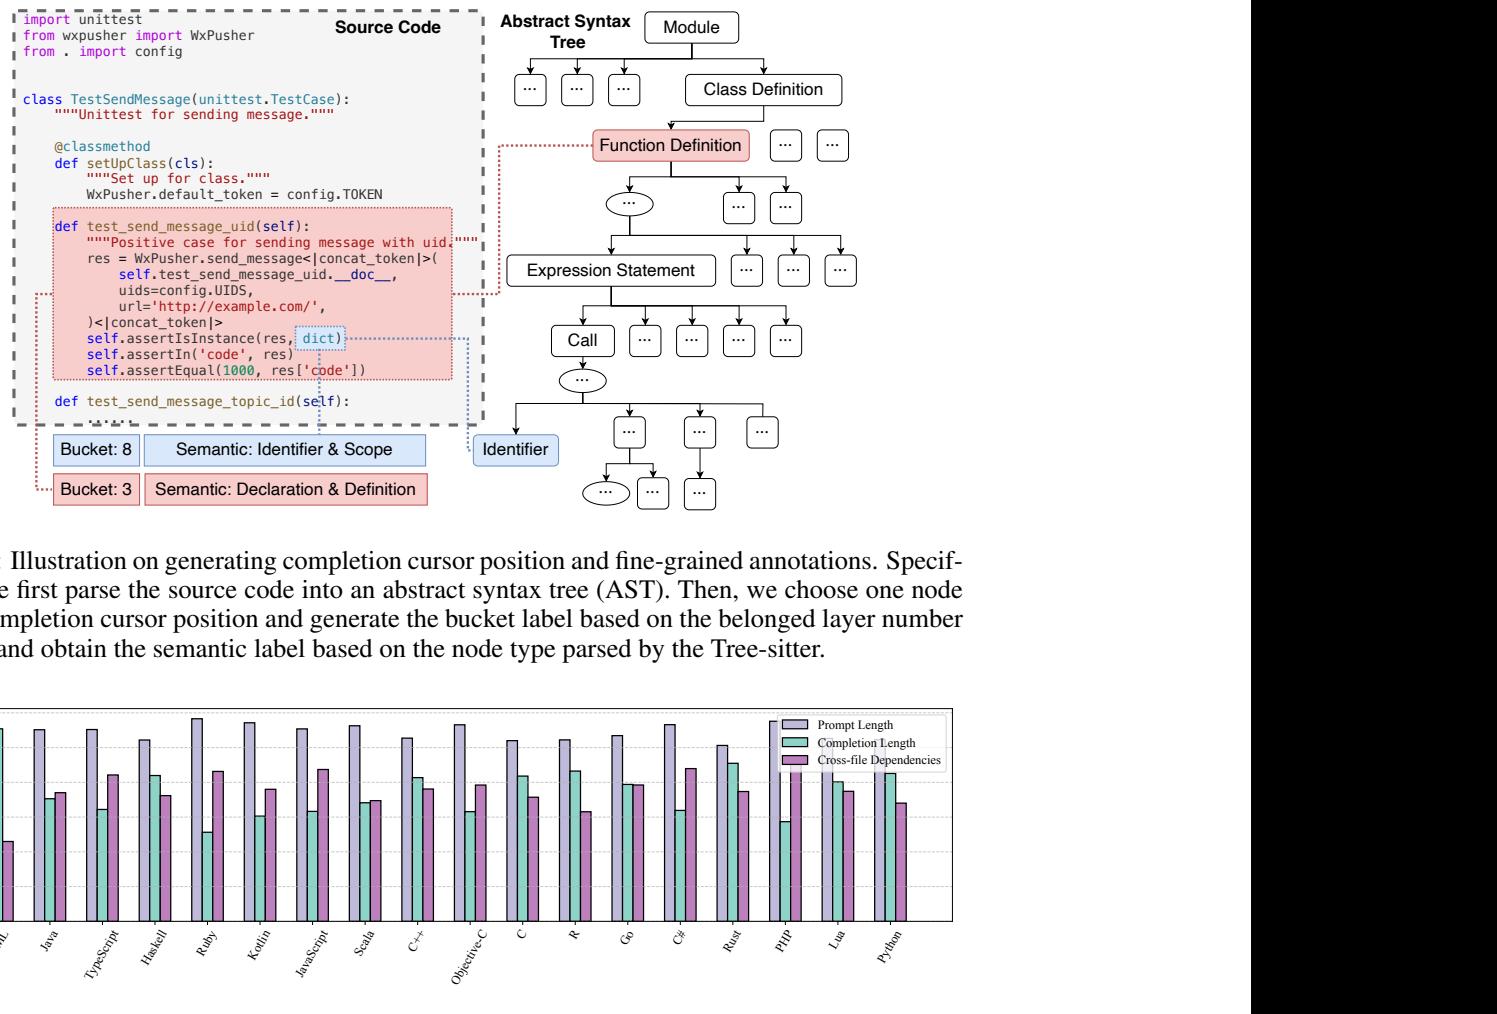 import unittest
from wxpusher import WxPusher
from . import config
Source Code
class TestSendMessage(unittest.TestCase):
"""Unittest for sending message."""
@classmethod
def setUpClass(cls):
"""Set up for class."""
WxPusher.default_token = config.TOKEN
def test_send_message_uid(self):
"""Positive case for sending message with uid."""
res = WxPusher.send_message<|concat_token|>(
self.test_send_message_uid.__doc__,
uids=config.UIDS,
url='http://example.com/',
)<|concat_token|>
self.assertIsInstance(res, dict)
self.assertIn('code', res)
self.assertEqual(1000, res['code'])
def test_send_message_topic_id(self):
......
Bucket: 8
Semantic: Identifier & Scope
Bucket: 3
Semantic: Declaration & Definition
Abstract Syntax
Tree
Module
...
...
...
Class Definition
Function Definition
...
...
...
...
...
Expression Statement
...
...
...
Call
...
...
...
...
...
Identifier
...
...
...
...
...
...
: Illustration on generating completion cursor position and fine-grained annotations. Specif-
e first parse the source code into an abstract syntax tree (AST). Then, we choose one node
mpletion cursor position and generate the bucket label based on the belonged layer number
and obtain the semantic label based on the node type parsed by the Tree-sitter.
Prompt Length
Completion Length
Cross-file Dependencies
Java
TypeScript
Haskell
Ruby
Kotlin
JavaScript
Scala
C++
Objective-C
C
R
Go
C#
Rust
PHP
Lua
Python